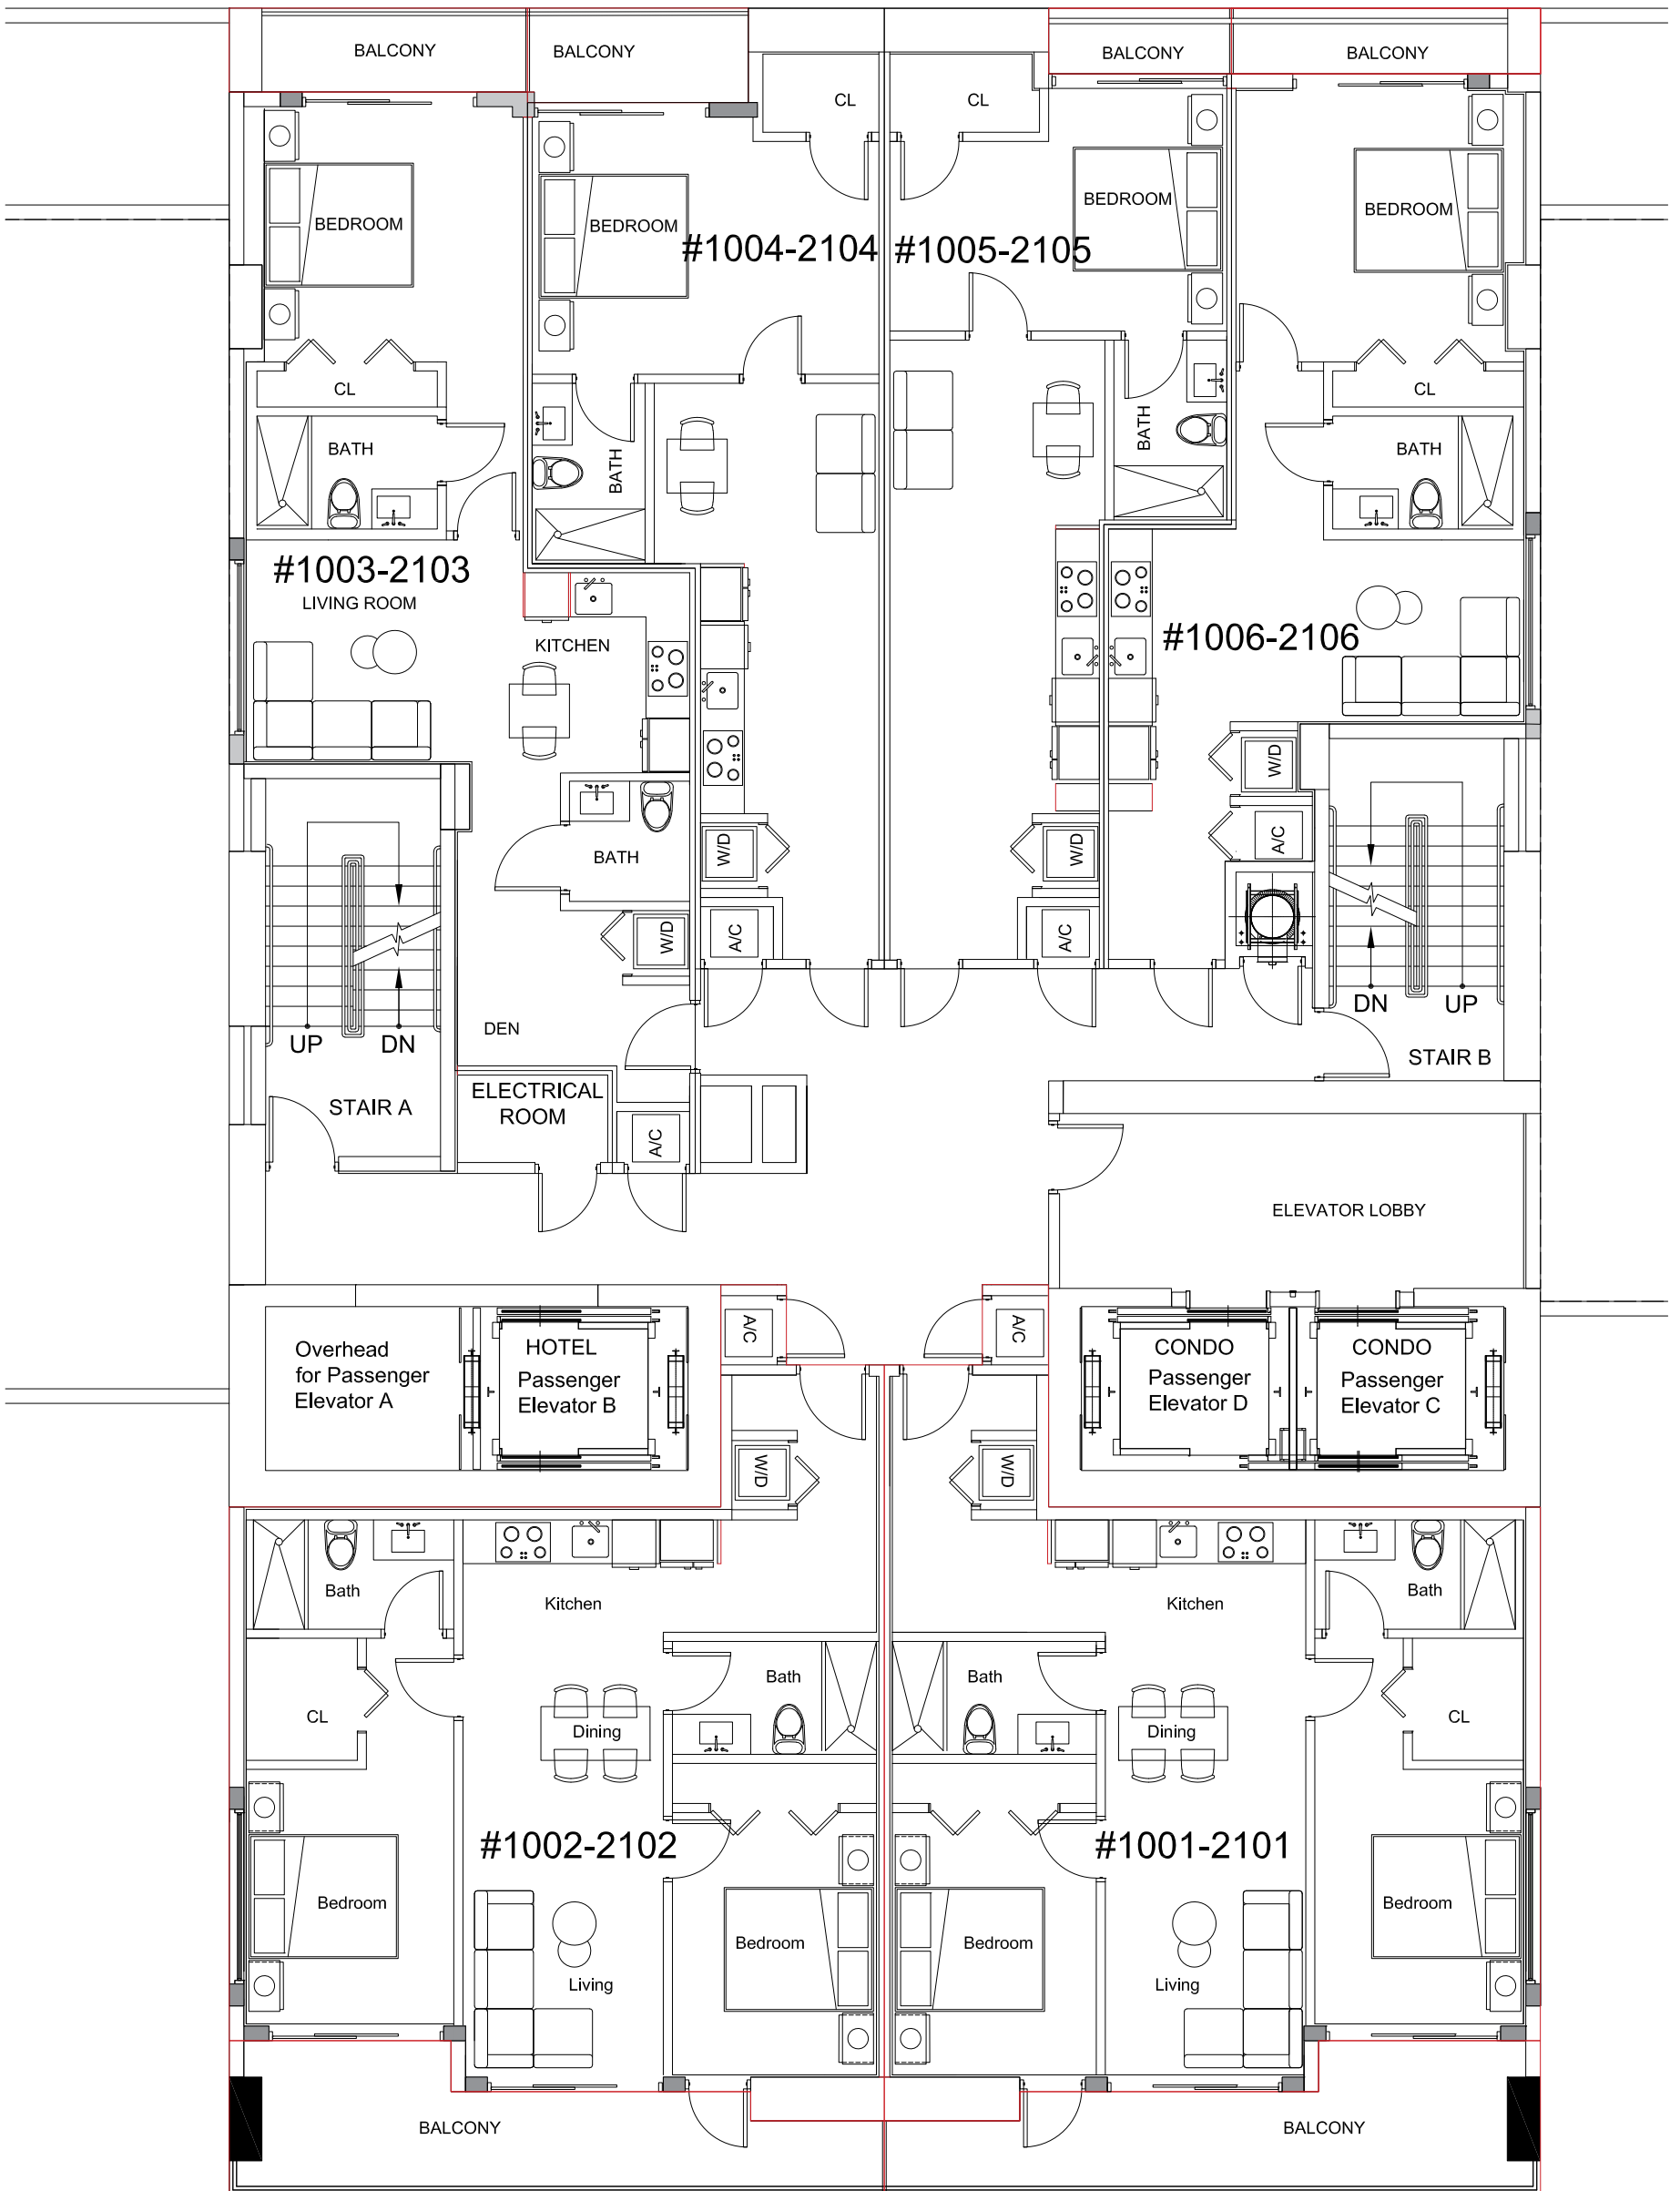 BALCONY
BALCONY
BALCONY
BALCONY
CL
CL
BEDROOM
BEDROOM
BEDROOM
BEDROOM
#1004-2104
#1005-2105
CL
CL
BATH
BATH
BATH
BATH
#1003-2103
LIVING ROOM
KITCHEN
#1006-2106
W/D
A/C
W/D
W/D
BATH
W/D
A/C
A/C
DEN
UP
DN
DN
UP
STAIR B
STAIR A
ELECTRICAL
ROOM
A/C
ELEVATOR LOBBY
A/C
A/C
Overhead
for Passenger
Elevator A
HOTEL
Passenger
Elevator B
CONDO
Passenger
Elevator D
CONDO
Passenger
Elevator C
W/D
W/D
Bath
Kitchen
Kitchen
Bath
Bath
Bath
CL
Dining
Dining
CL
#1002-2102
#1001-2101
Bedroom
Bedroom
Bedroom
Bedroom
Living
Living
BALCONY
BALCONY